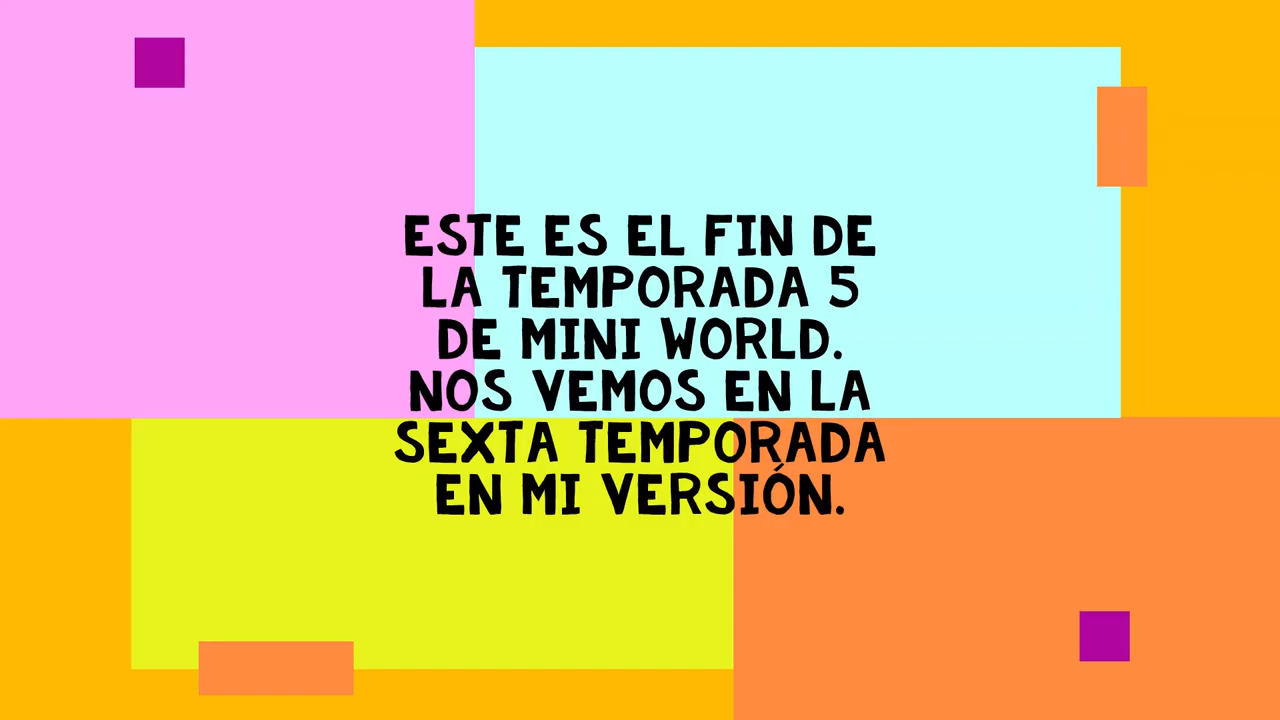 ESTE ES EL FIN DE
LA TEMPORADA 5
DE MINI WORLD.
NOS VEMOS EN LA
SEXTA TEMPORADA
EN MI VERSIÓN.